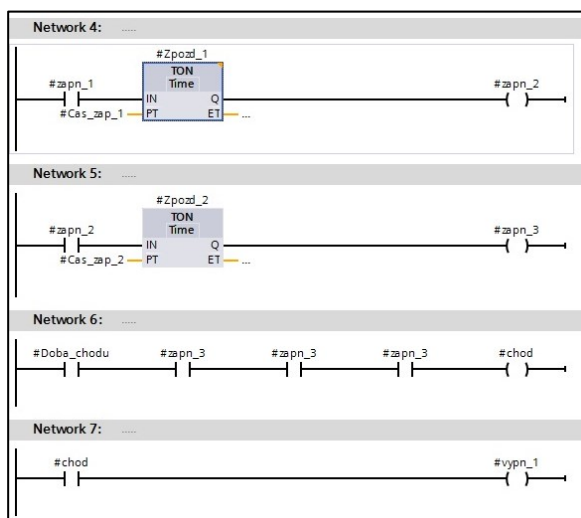 Network 4: .....
#Zpozd_1
TON
#zapn_1 Time #zapn_2
IN Q
#Cas_zap_1 PT ET ...
Network 5: .....
#Zpozd_2
TON
#zapn_2 Time #zapn_3
IN Q
#Cas_zap_2 PT ET ...
Network 6: .....
#Doba_chodu #zapn_3 #zapn_3 #zapn_3 #chod
Network 7: .....
#chod #vypn_1